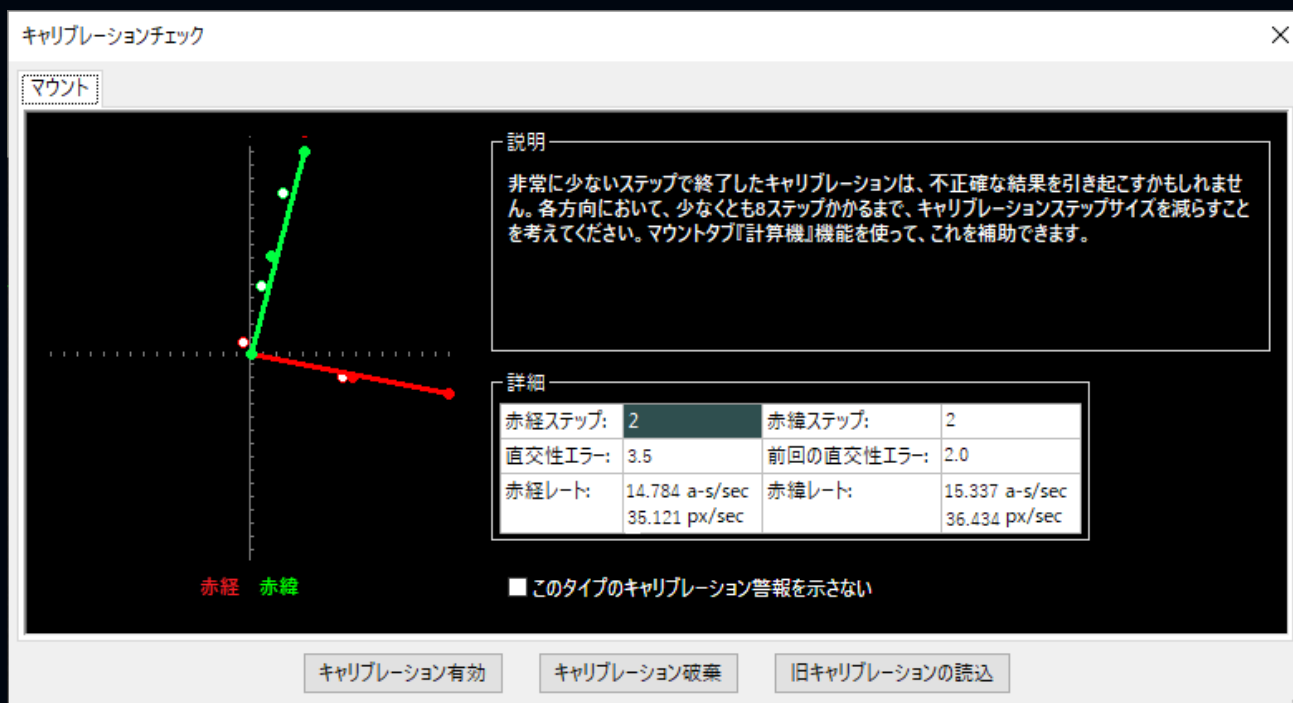 キャリブレーションチェック
マウント
説明
非常に少ないステップで終了したキャリブレーションは、不正確な結果を引き起こすかもしれませ
ん。各方向において、少なくとも8ステップかかるまで、キャリブレーションステップサイズを減らすこと
を考えてください。マウントタブ『計算機』機能を使って、これを補助できます。
詳細
赤経ステップ: 2 赤緯ステップ: 2
直交性エラー: 3.5 前回の直交性エラー: 2.0
赤経レート: 14.784 a-s/sec 赤緯レート: 15.337 a-s/sec
35.121 px/sec 36.434 px/sec
赤経 赤緯
このタイプのキャリブレーション警報を示さない
キャリブレーション有効 キャリブレーション破棄 旧キャリブレーションの読込